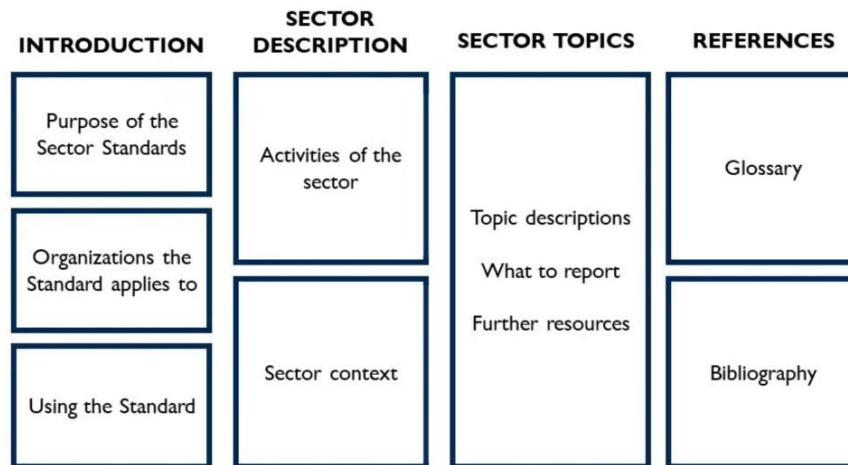 INTRODUCTION
Purpose of the
Sector Standards
Organizations the
Standard applies to
Using the Standard
SECTOR
DESCRIPTION
Activities of the
sector
Sector context
SECTOR TOPICS
Topic descriptions
What to report
Further resources
REFERENCES
Glossary
Bibliography